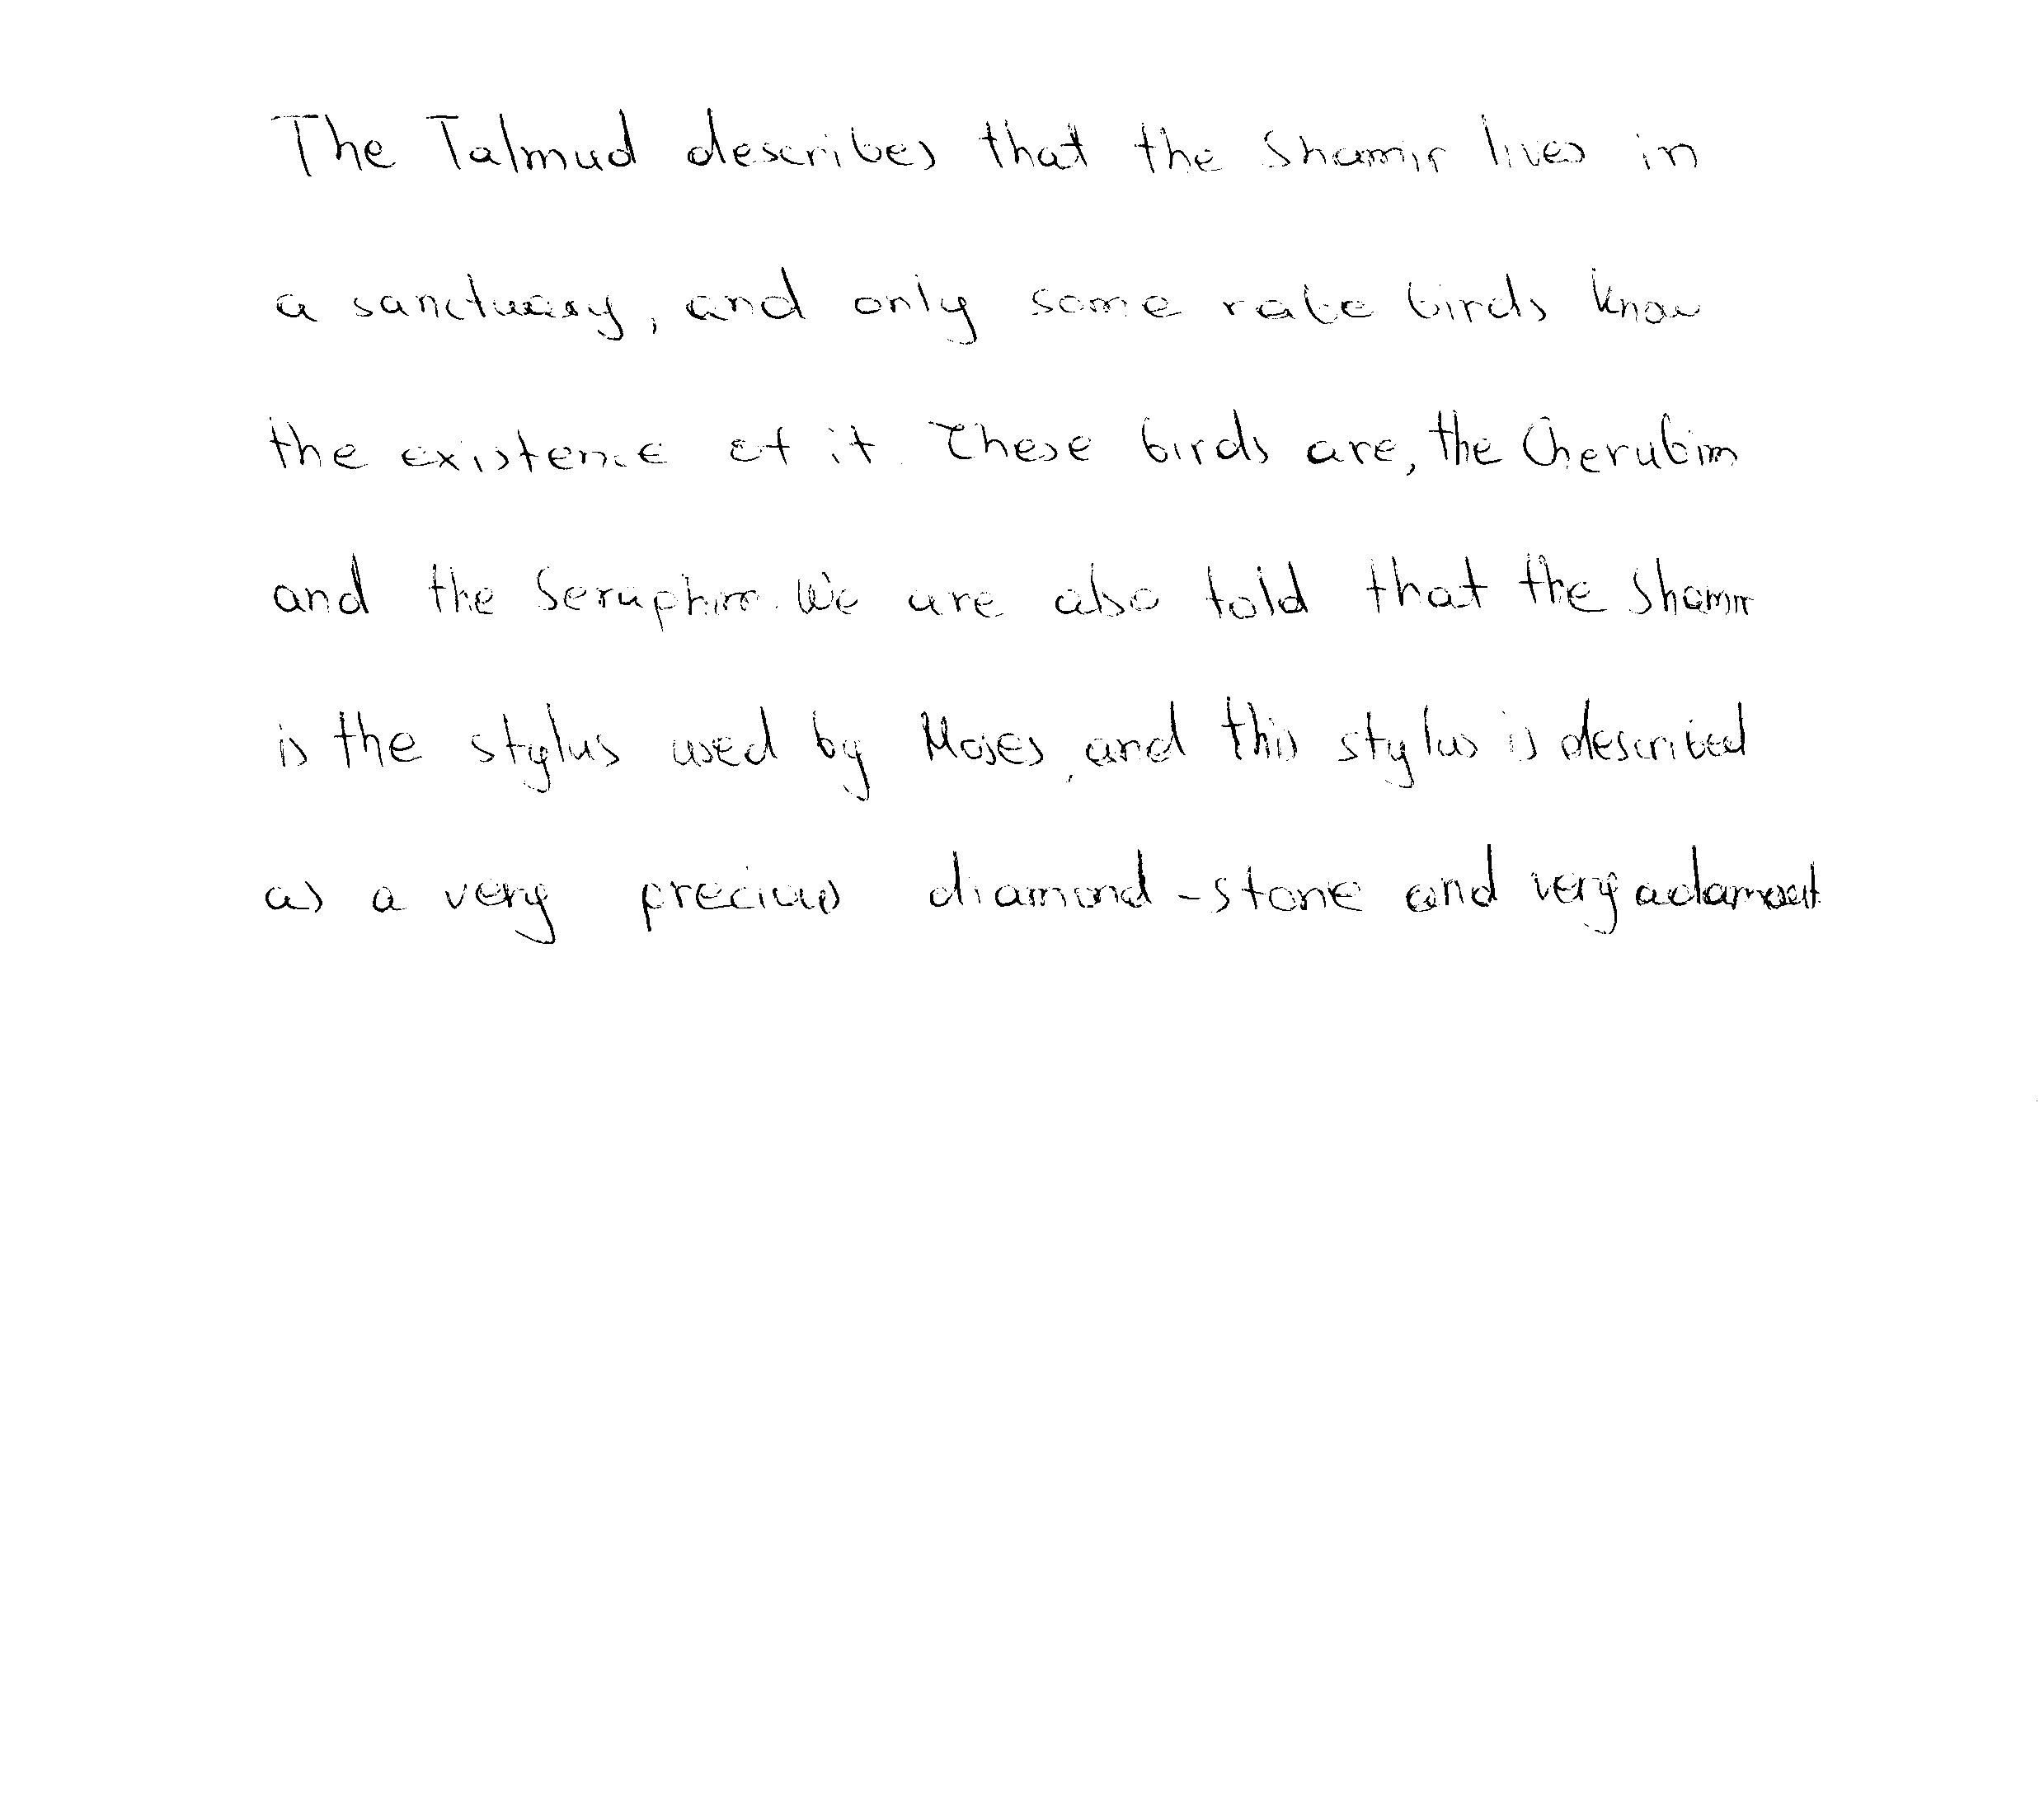 The Talmud describes that the Shamir lives in
a sanctuary, and only some rare birds know
the existence of it. These birds are, the Cherubim
and the Seraphim. We are also told that the Shamir
is the stylus used by Moses, and this stylus is described
as a very precious diamond-stone and very adamant